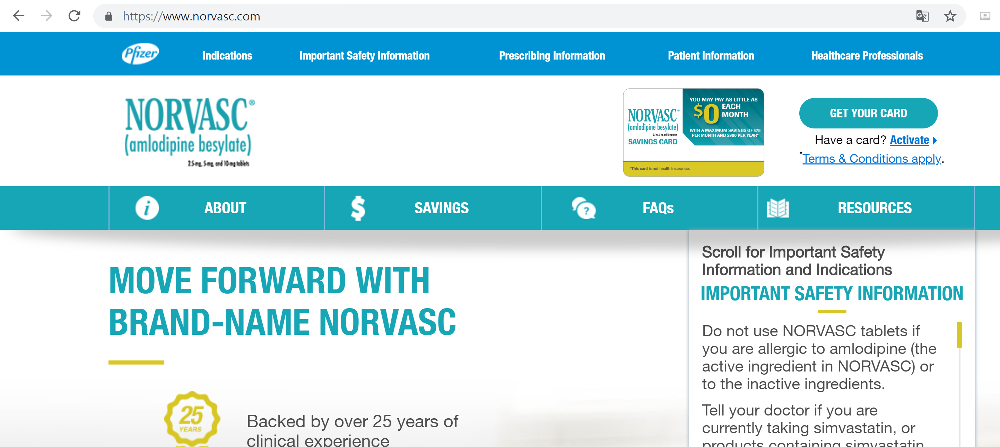 https://www.norvasc.com
Pfizer
Indications
Important Safety Information
Prescribing Information
Patient Information
Healthcare Professionals
NORVASC®
(amlodipine besylate)
2.5-mg, 5-mg, and 10-mg tablets
NORVASC®
(amlodipine besylate)
2.5-mg, 5-mg, and 10-mg tablets
SAVINGS CARD
YOU MAY PAY AS LITTLE AS
$0 EACH
MONTH
WITH A MAXIMUM SAVINGS OF $75
PER MONTH AND $900 PER YEAR*
*This card is not health insurance.
GET YOUR CARD
Have a card? Activate
*Terms & Conditions apply.
ABOUT
SAVINGS
FAQs
RESOURCES
MOVE FORWARD WITH
BRAND-NAME NORVASC
25
YEARS
Backed by over 25 years of
clinical experience
Scroll for Important Safety
Information and Indications
IMPORTANT SAFETY INFORMATION
Do not use NORVASC tablets if
you are allergic to amlodipine (the
active ingredient in NORVASC) or
to the inactive ingredients.
Tell your doctor if you are
currently taking simvastatin, or
products containing simvastatin